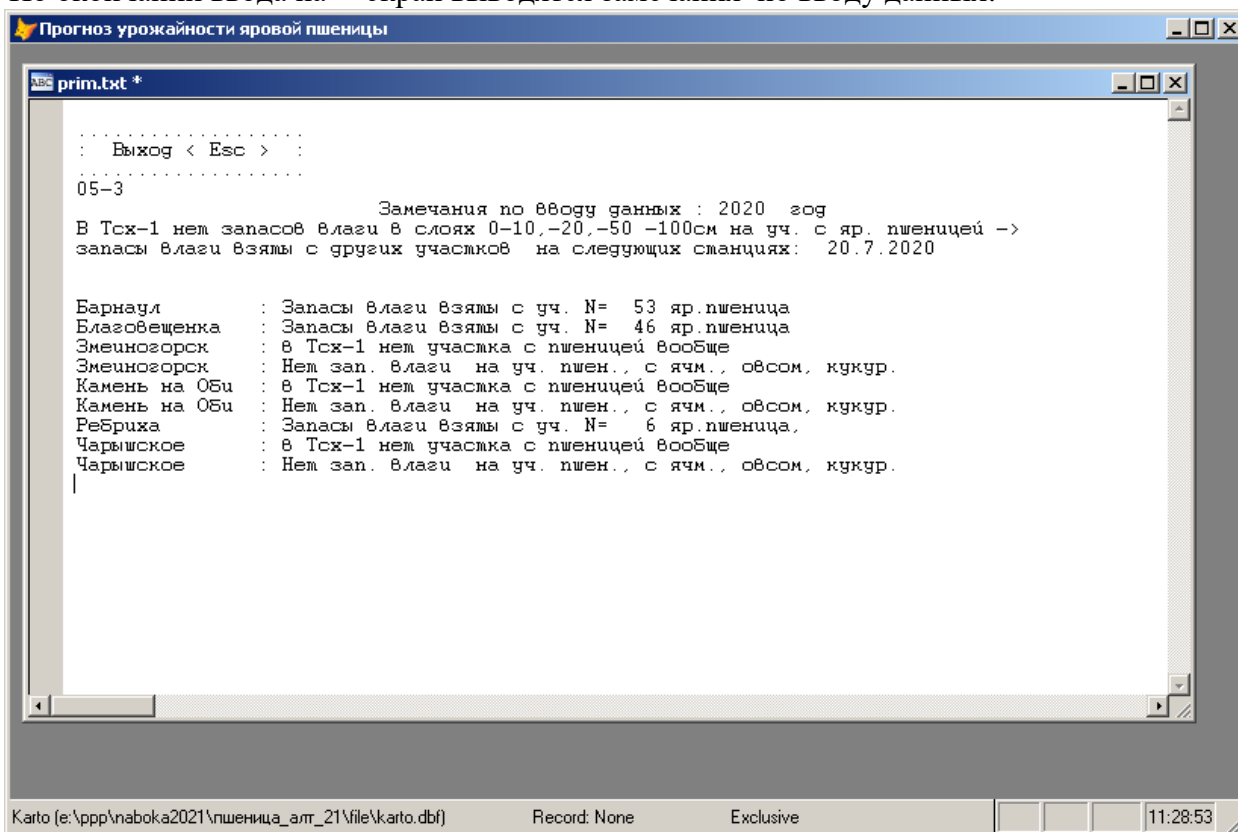 Прогноз урожайности яровой пшеницы
prim.txt *
. . . . . . . . . . . . . . . . . . .
:   Выход < Esc >   :
. . . . . . . . . . . . . . . . . . .
05-3
Замечания по вводу данных : 2020  год
В Тсх-1 нет запасов влаги в слоях 0-10,-20,-50 -100см на уч. с яр. пшеницей ->
запасы влаги взяты с других участков  на следующих станциях:  20.7.2020
Барнаул : Запасы влаги взяты с уч. N=  53 яр.пшеница
Благовещенка : Запасы влаги взяты с уч. N=  46 яр.пшеница
Змеиногорск : в Тсх-1 нет участка с пшеницей вообще
Змеиногорск : Нет зап. влаги  на уч. пшен., с ячм., овсом, кукур.
Камень на Оби : в Тсх-1 нет участка с пшеницей вообще
Камень на Оби : Нет зап. влаги  на уч. пшен., с ячм., овсом, кукур.
Ребриха : Запасы влаги взяты с уч. N=   6 яр.пшеница,
Чарышское : в Тсх-1 нет участка с пшеницей вообще
Чарышское : Нет зап. влаги  на уч. пшен., с ячм., овсом, кукур.
Karto (e:\ppp\naboka2021\пшеница_алт_21\file\karto.dbf) Record: None Exclusive 11:28:53